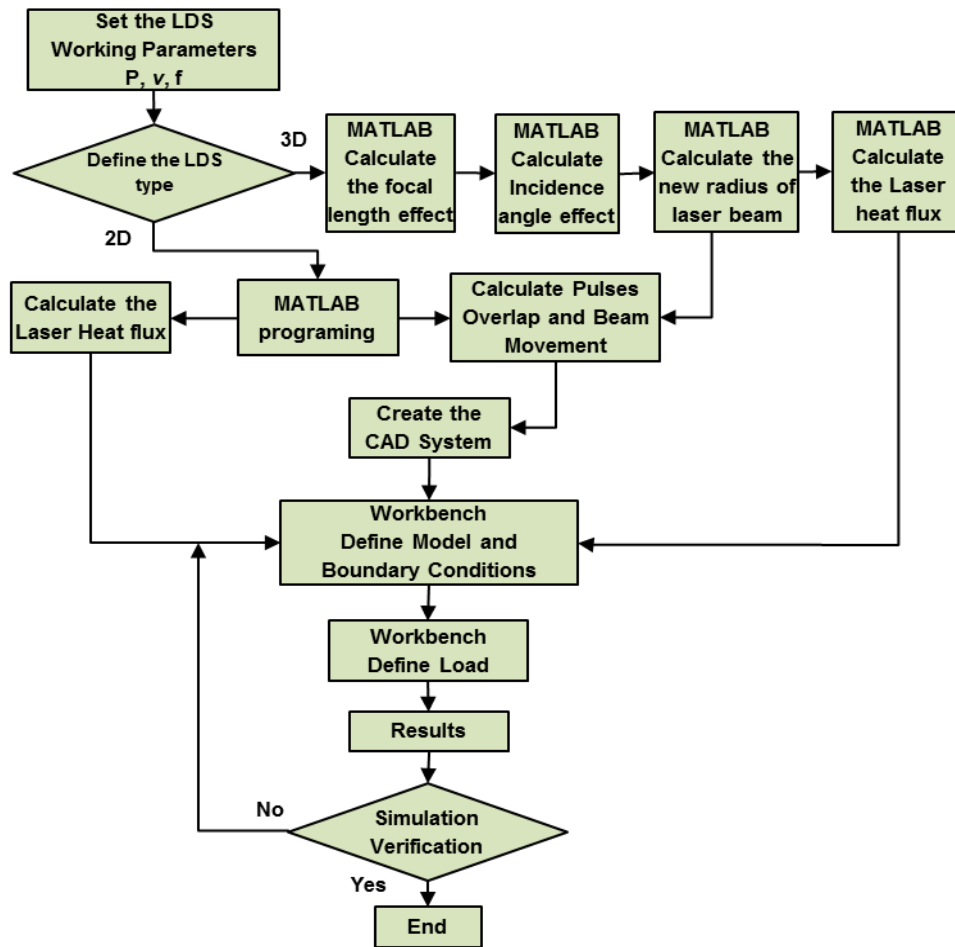 Set the LDS
Working Parameters
P, v, f
Define the LDS
type
3D
MATLAB
Calculate
the focal
length effect
MATLAB
Calculate
Incidence
angle effect
MATLAB
Calculate the
new radius of
laser beam
MATLAB
Calculate
the Laser
heat flux
2D
Calculate the
Laser Heat flux
MATLAB
programing
Calculate Pulses
Overlap and Beam
Movement
Create the
CAD System
Workbench
Define Model and
Boundary Conditions
Workbench
Define Load
Results
No
Simulation
Verification
Yes
End